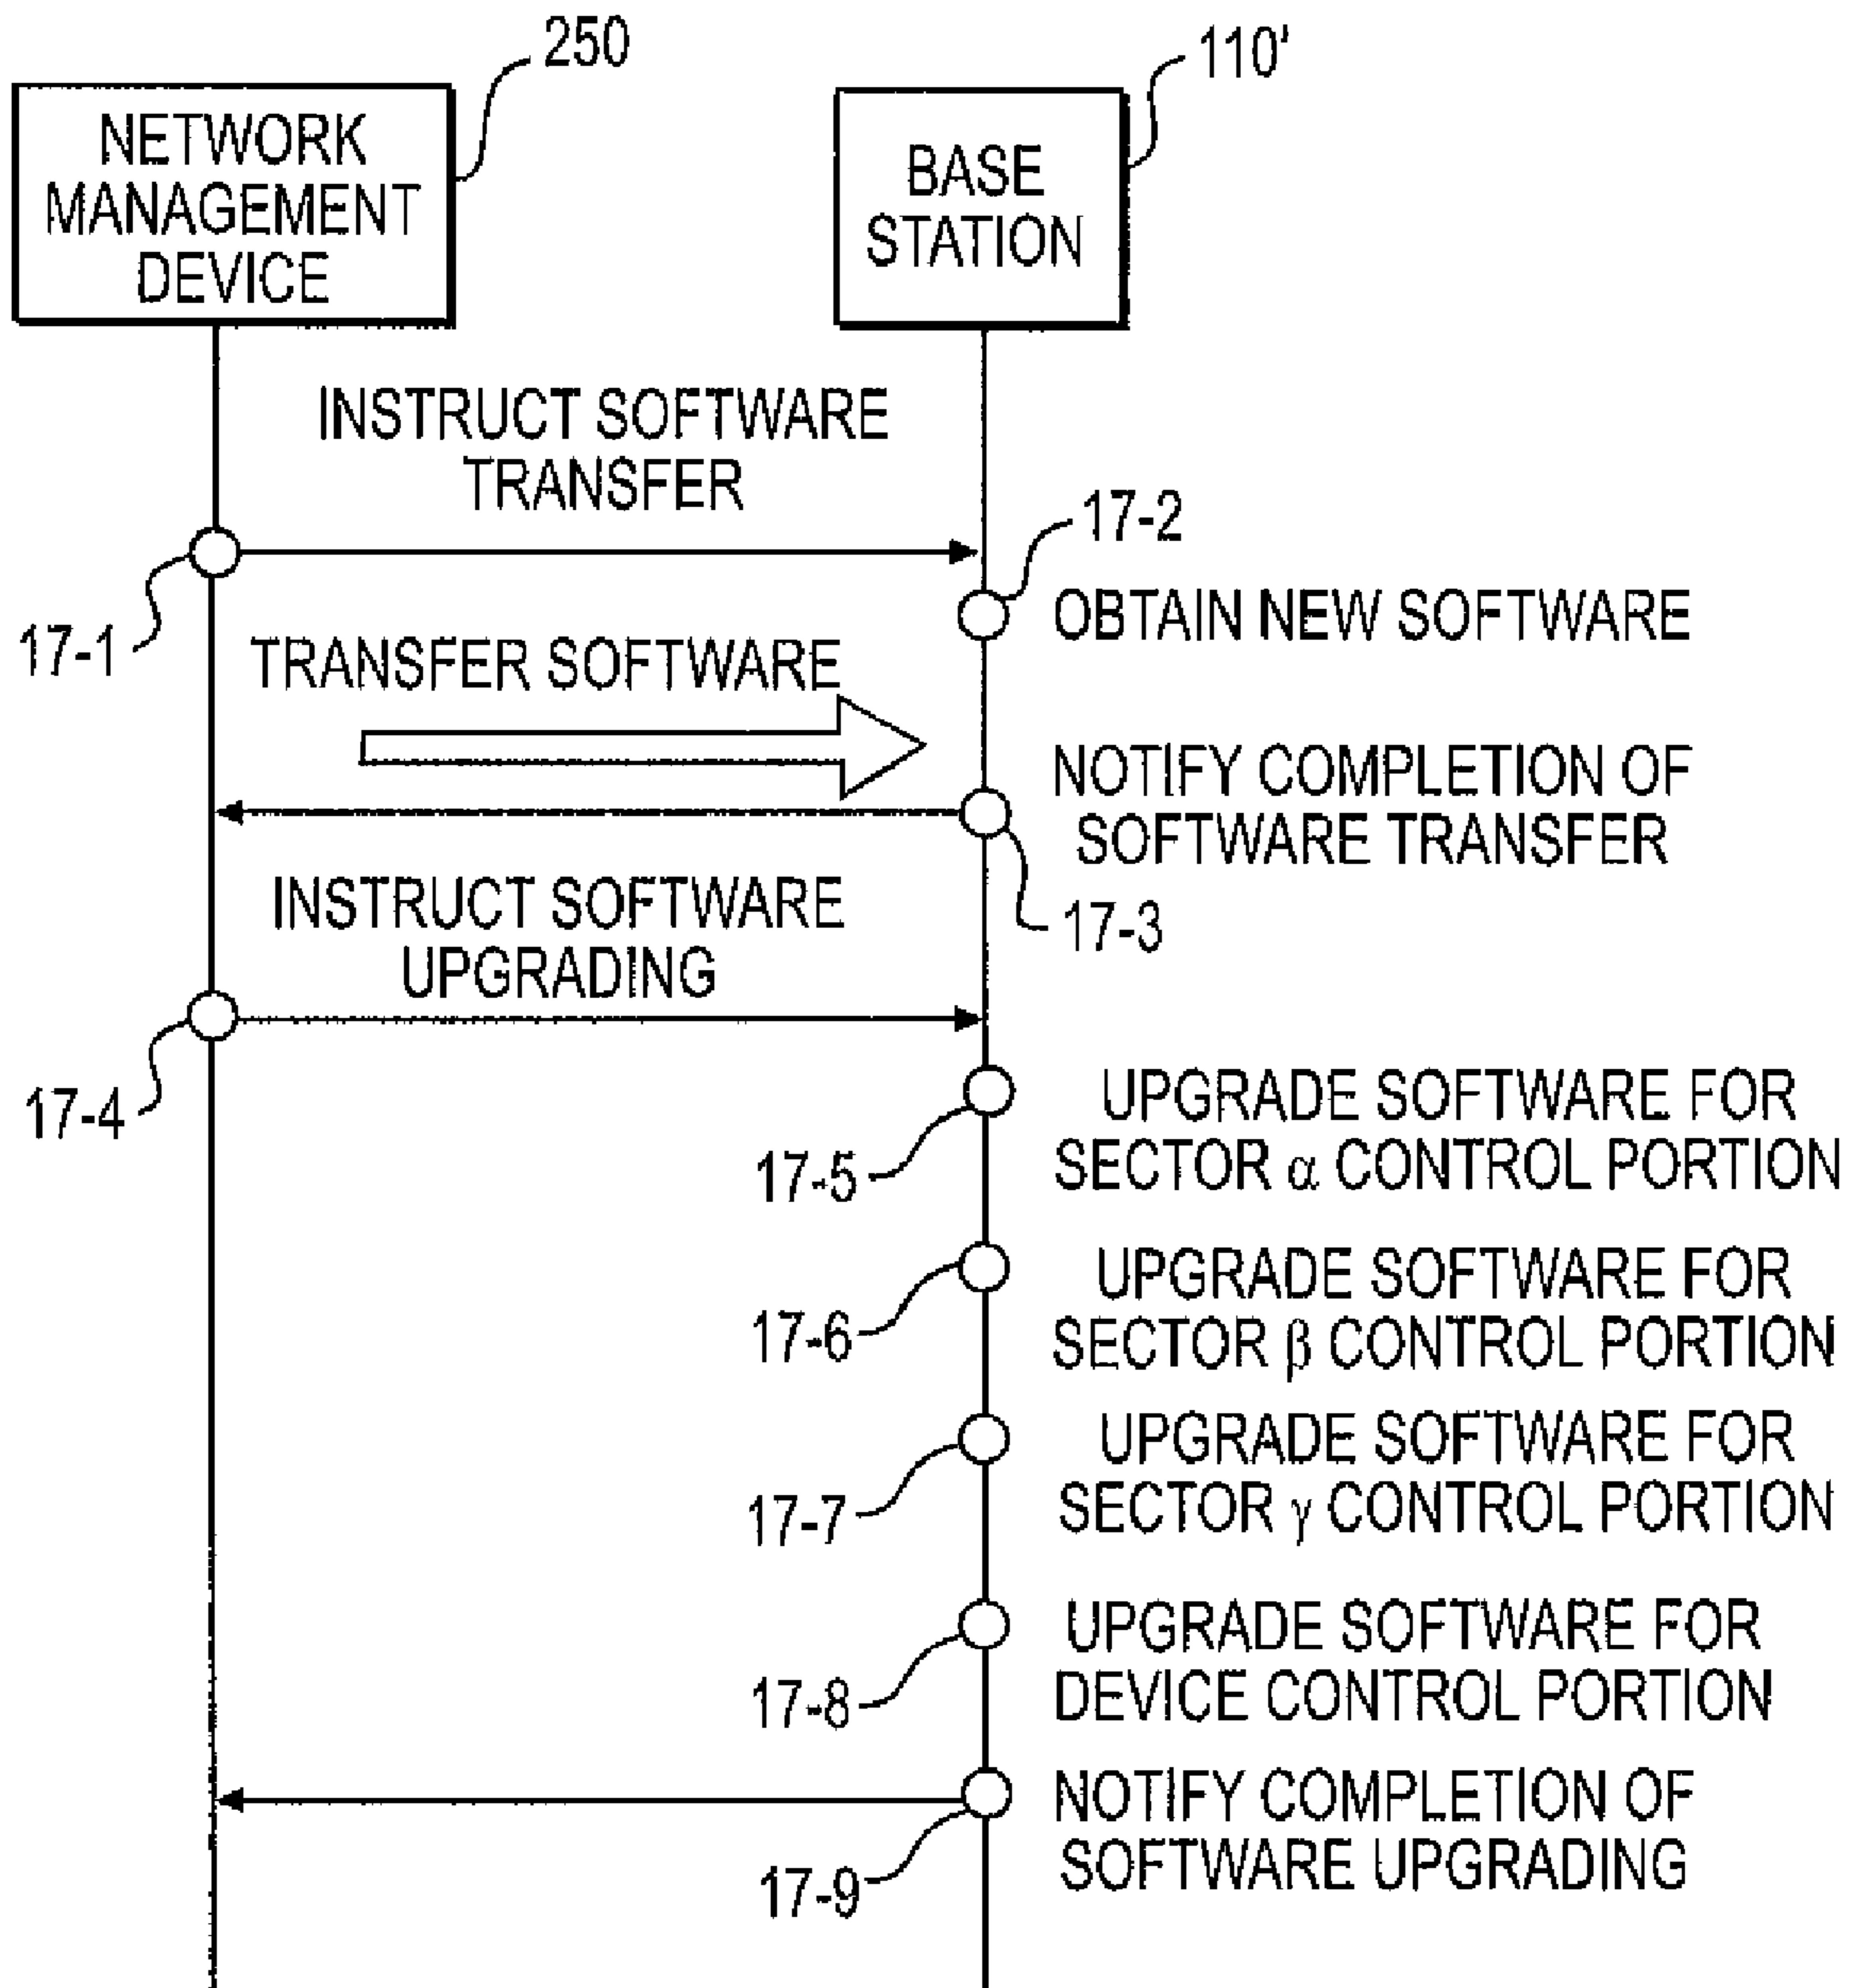 250
110'
NETWORK
MANAGEMENT
DEVICE
BASE
STATION
INSTRUCT SOFTWARE
TRANSFER
17-1
17-2
OBTAIN NEW SOFTWARE
TRANSFER SOFTWARE
NOTIFY COMPLETION OF
SOFTWARE TRANSFER
17-3
INSTRUCT SOFTWARE
UPGRADING
17-4
UPGRADE SOFTWARE FOR
SECTOR α CONTROL PORTION
17-5
UPGRADE SOFTWARE FOR
SECTOR β CONTROL PORTION
17-6
UPGRADE SOFTWARE FOR
SECTOR γ CONTROL PORTION
17-7
UPGRADE SOFTWARE FOR
DEVICE CONTROL PORTION
17-8
NOTIFY COMPLETION OF
SOFTWARE UPGRADING
17-9